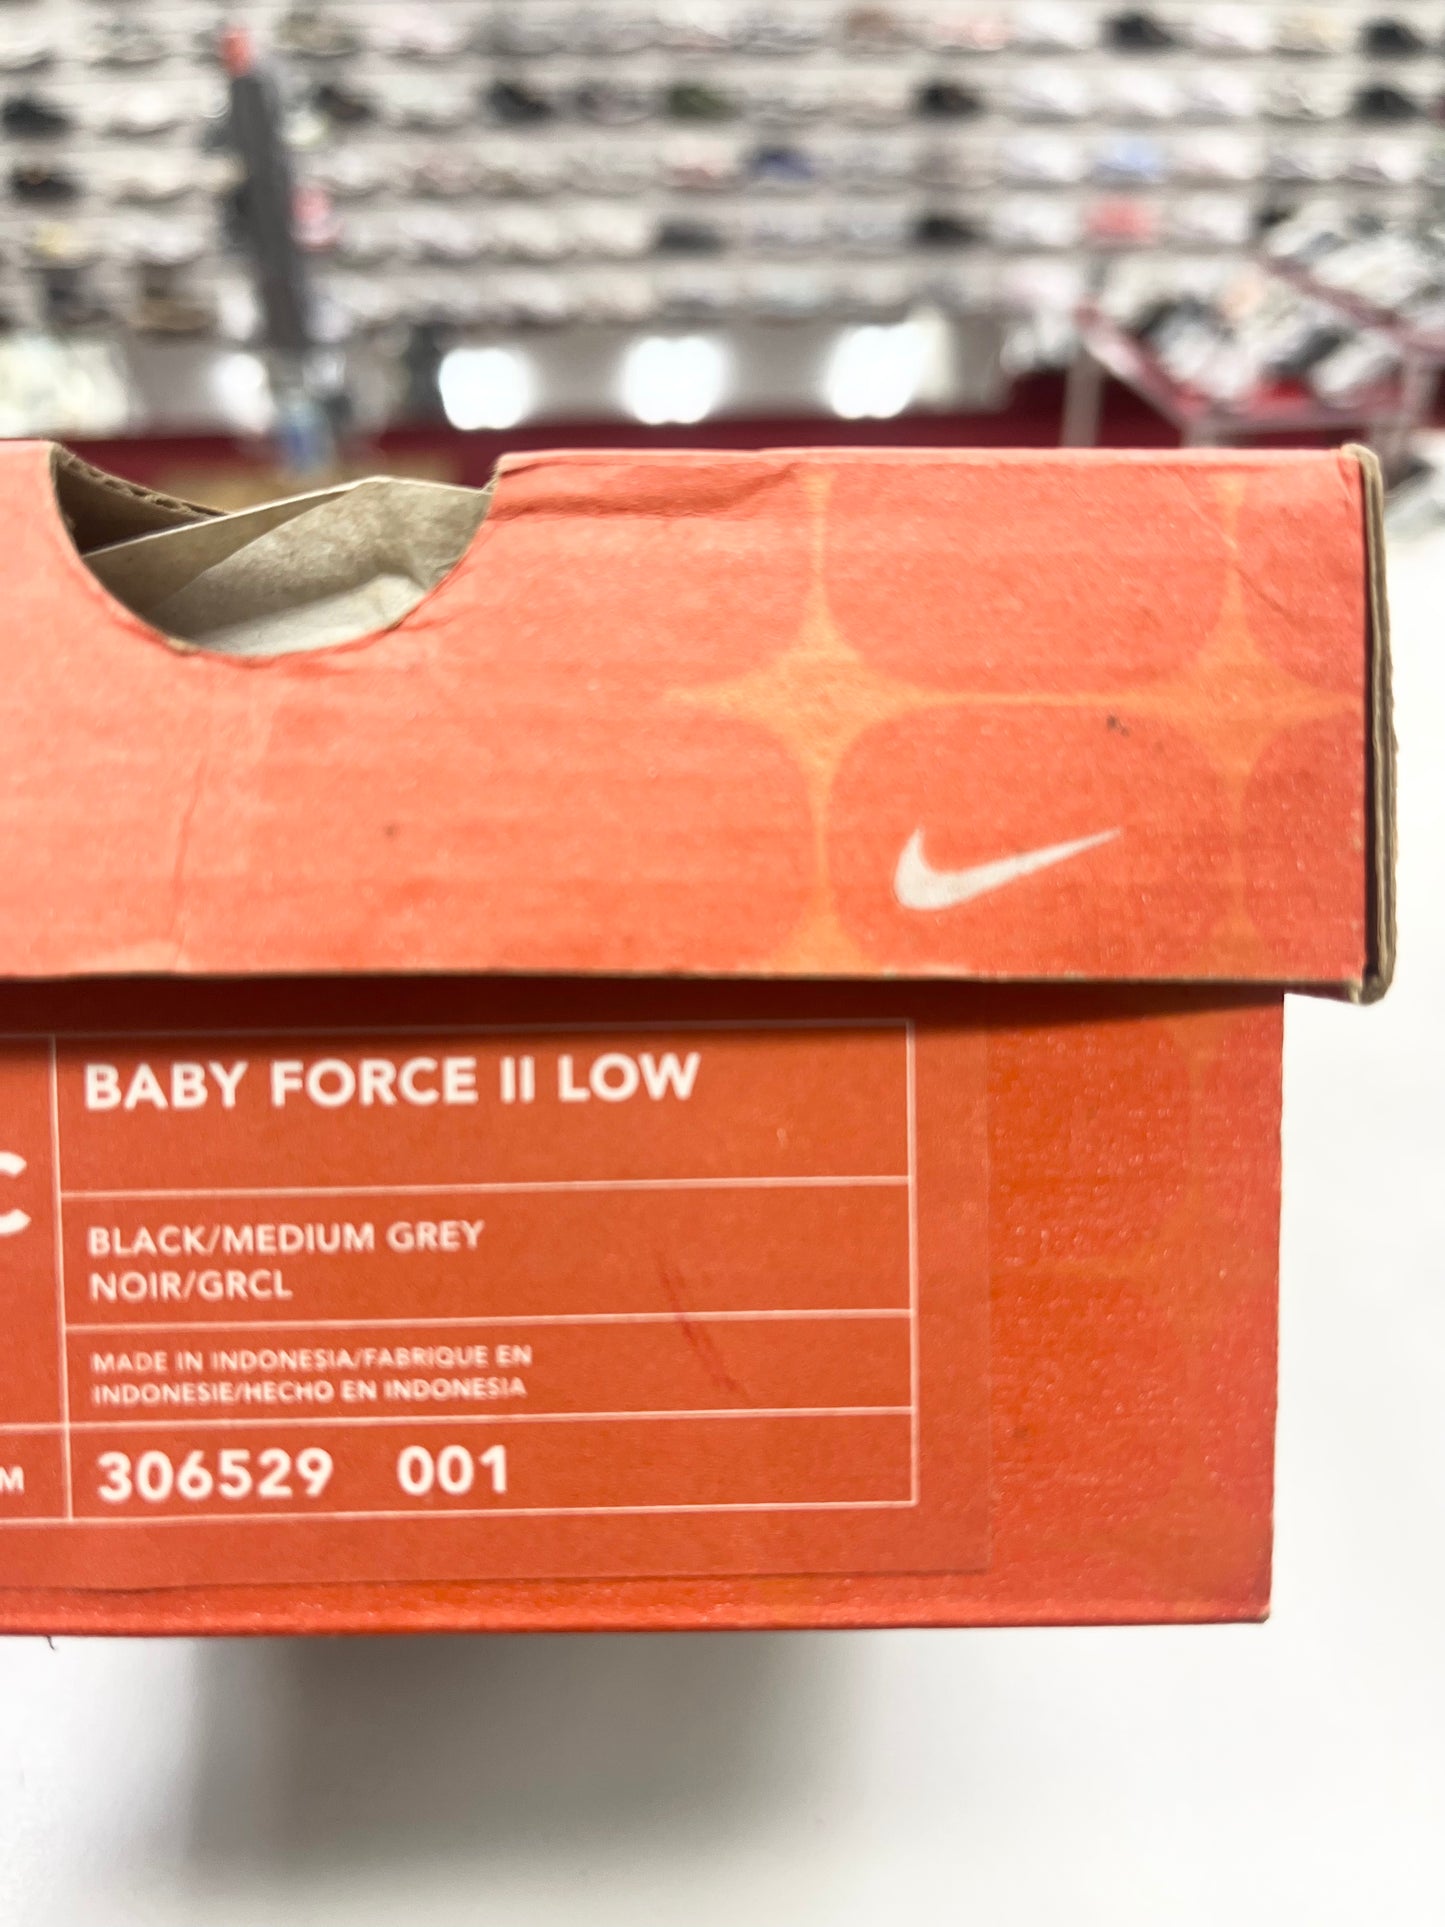 BABY FORCE II LOW
C
BLACK/MEDIUM GREY
NOIR/GRCL
MADE IN INDONESIA/FABRIQUE EN
INDONESIE/HECHO EN INDONESIA
M
306529 001